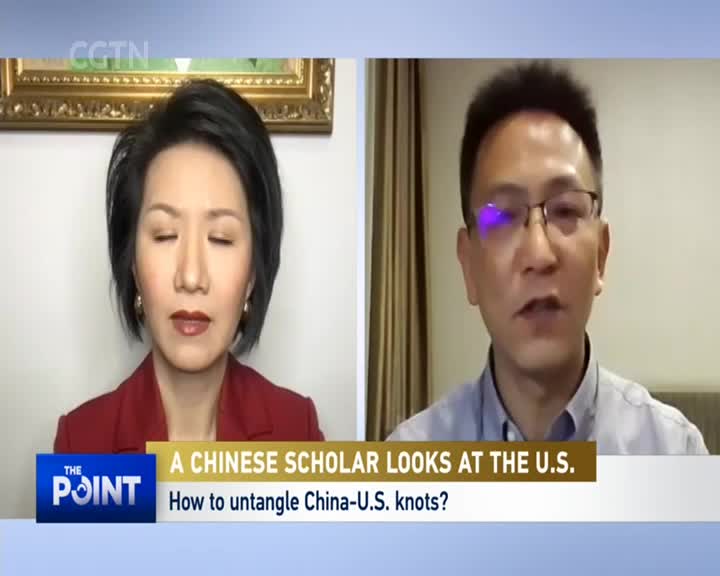 CGTN
A CHINESE SCHOLAR LOOKS AT THE U.S.
THE
POINT
How to untangle China-U.S. knots?